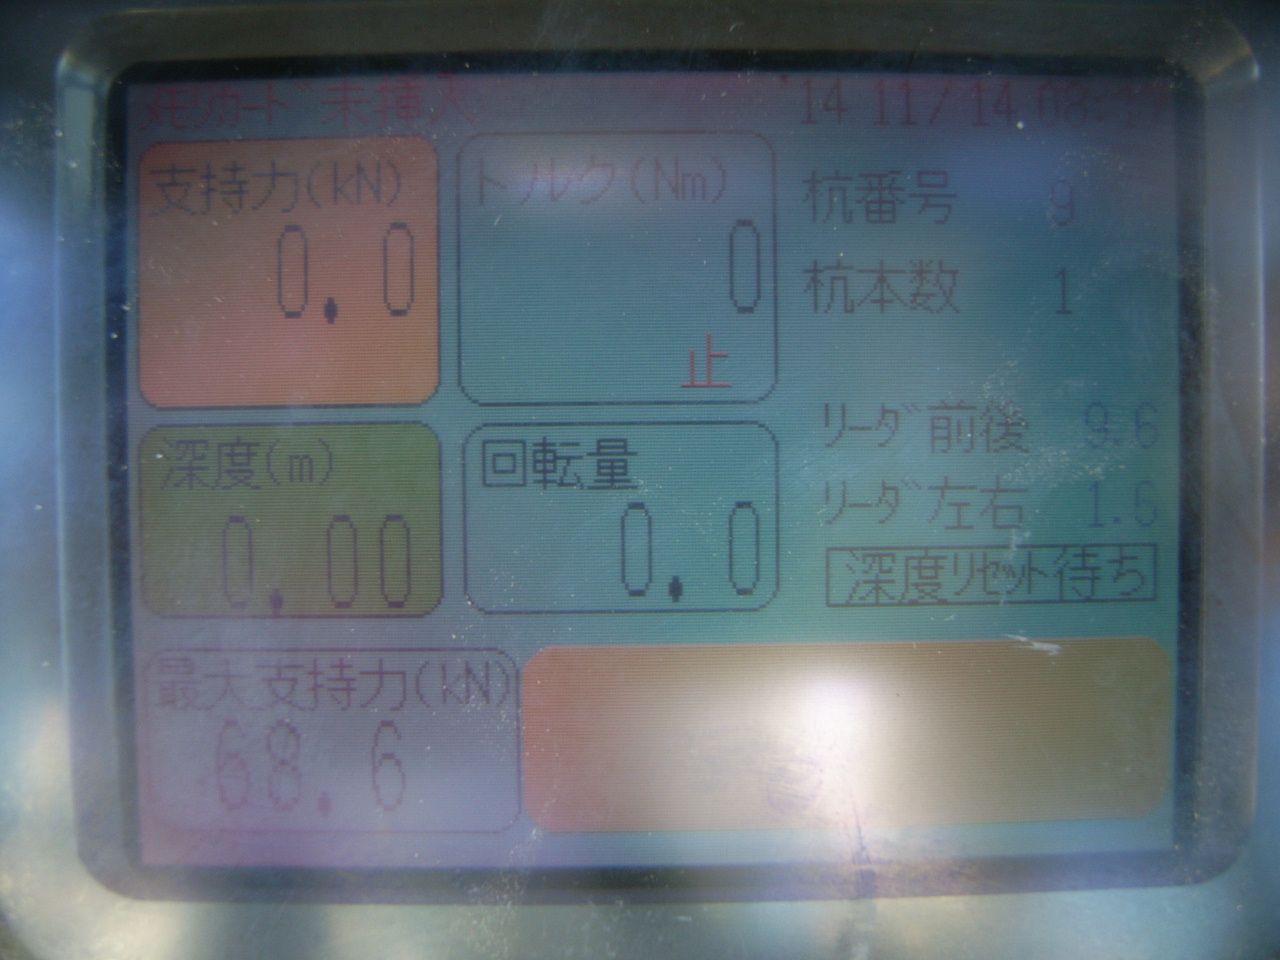 ﾒﾓﾘｶｰﾄﾞ 未挿入 '14 11/14
支持力(kN)
0.0
トルク(Nm)
0
止
杭番号 9
杭本数 1
深度(m)
0.00
回転量
0.0
ﾘｰﾀﾞ前後 9.6
ﾘｰﾀﾞ左右 1.6
深度ﾘｾｯﾄ待ち
最大支持力(kN)
68.6